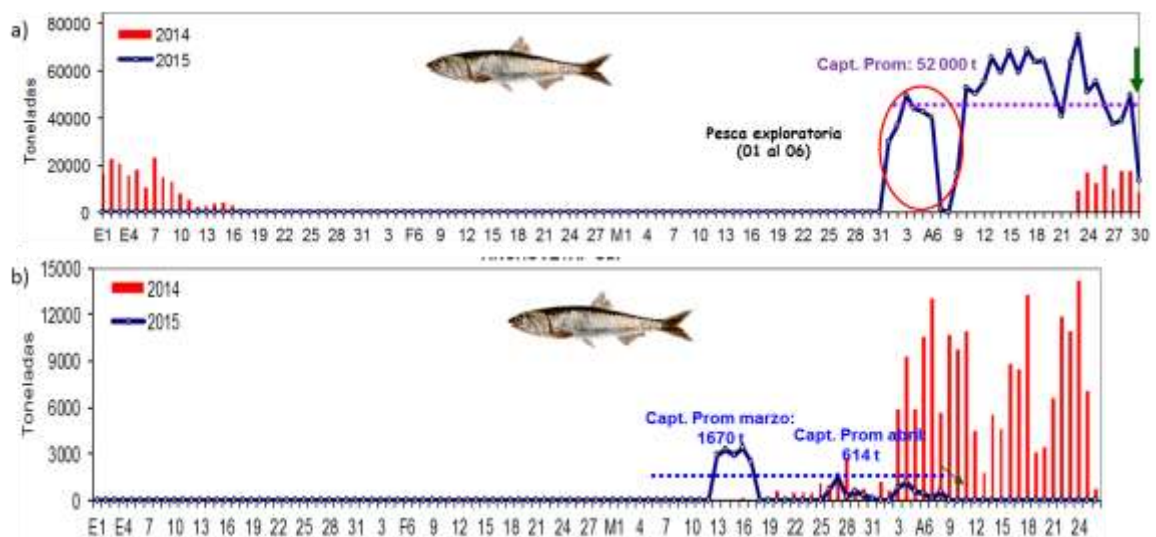 a)
80000
60000
40000
20000
0
Toneladas
2014
2015
Capt. Prom: 52 000 t
Pesca exploratoria
(01 al 06)
E1 E4 7 10 13 16 19 22 25 28 31 3 F6 9 12 15 18 21 24 27 M1 4 7 10 13 16 19 22 25 28 31 3 A6 9 12 15 18 21 24 27 30
b)
15000
12000
9000
6000
3000
0
Toneladas
2014
2015
Capt. Prom marzo:
1670 t
Capt. Prom abril:
614 t
E1 E4 7 10 13 16 19 22 25 28 31 3 F6 9 12 15 18 21 24 27 M1 4 7 10 13 16 19 22 25 28 31 3 A6 9 12 15 18 21 24